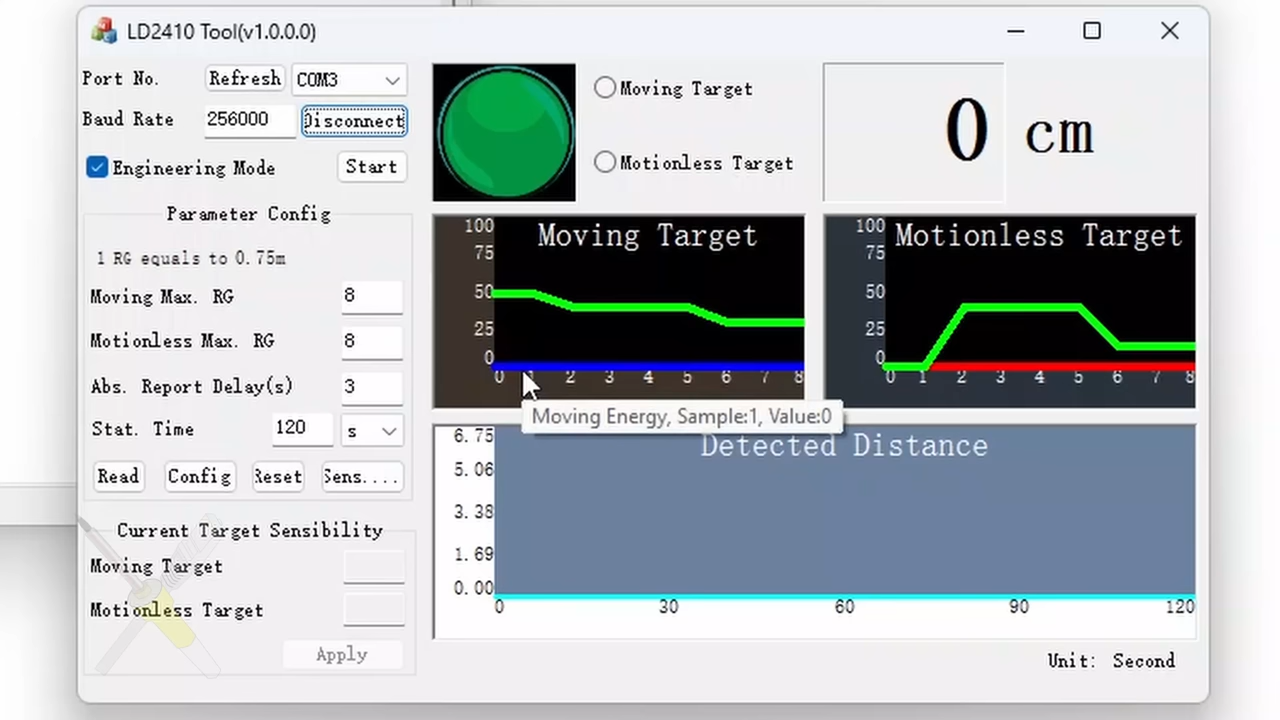 LD2410 Tool(v1.0.0.0)
Port No. Refresh COM3
Baud Rate 256000 Disconnect
Engineering Mode Start
Parameter Config
1 RG equals to 0.75m
Moving Max. RG 8
Motionless Max. RG 8
Abs. Report Delay(s) 3
Stat. Time 120 s
Read Config Reset Sens....
Current Target Sensibility
Moving Target
Motionless Target
Apply
Moving Target
Motionless Target
0 cm
Moving Target
100
75
50
25
0
0 1 2 3 4 5 6 7 8
Motionless Target
100
75
50
25
0
0 1 2 3 4 5 6 7 8
Moving Energy, Sample:1, Value:0
Detected Distance
6.75
5.06
3.38
1.69
0.00
0 30 60 90 120
Unit: Second